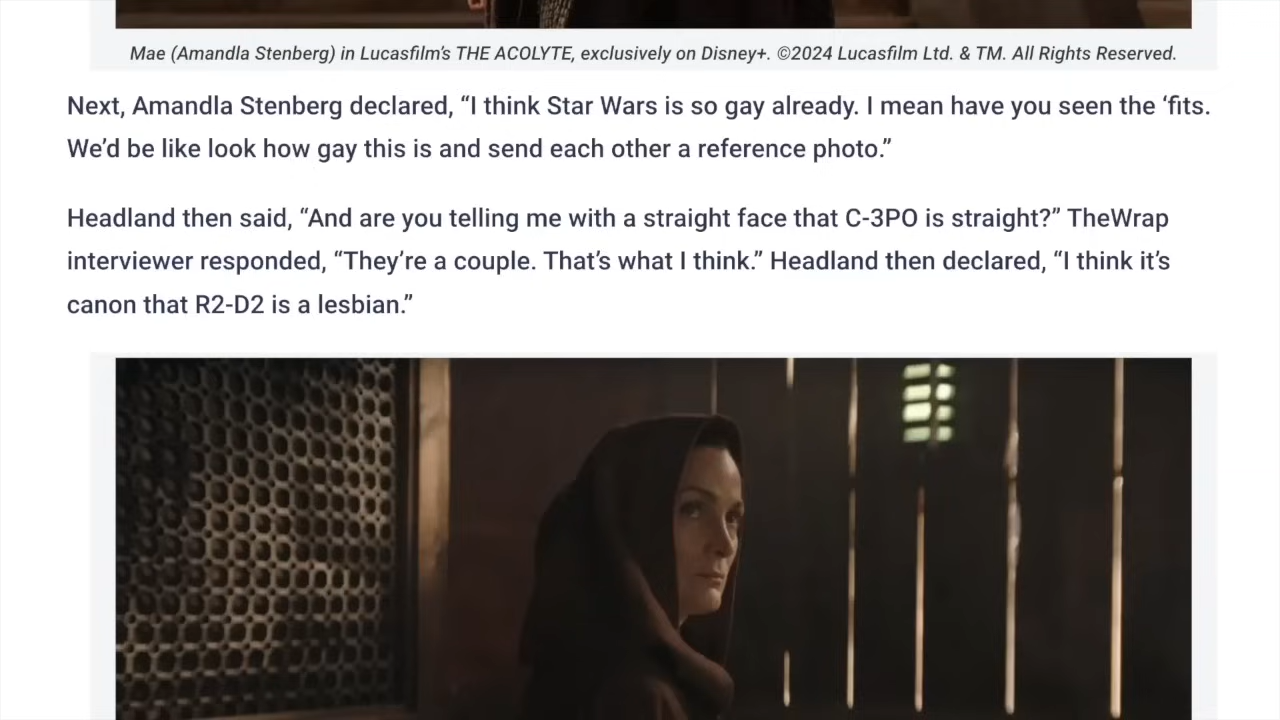 Mae (Amandla Stenberg) in Lucasfilm's THE ACOLYTE, exclusively on Disney+. ©2024 Lucasfilm Ltd. & TM. All Rights Reserved.
Next, Amandla Stenberg declared, “I think Star Wars is so gay already. I mean have you seen the ‘fits.
We’d be like look how gay this is and send each other a reference photo.”
Headland then said, “And are you telling me with a straight face that C-3PO is straight?” TheWrap
interviewer responded, “They’re a couple. That’s what I think.” Headland then declared, “I think it’s
canon that R2-D2 is a lesbian.”